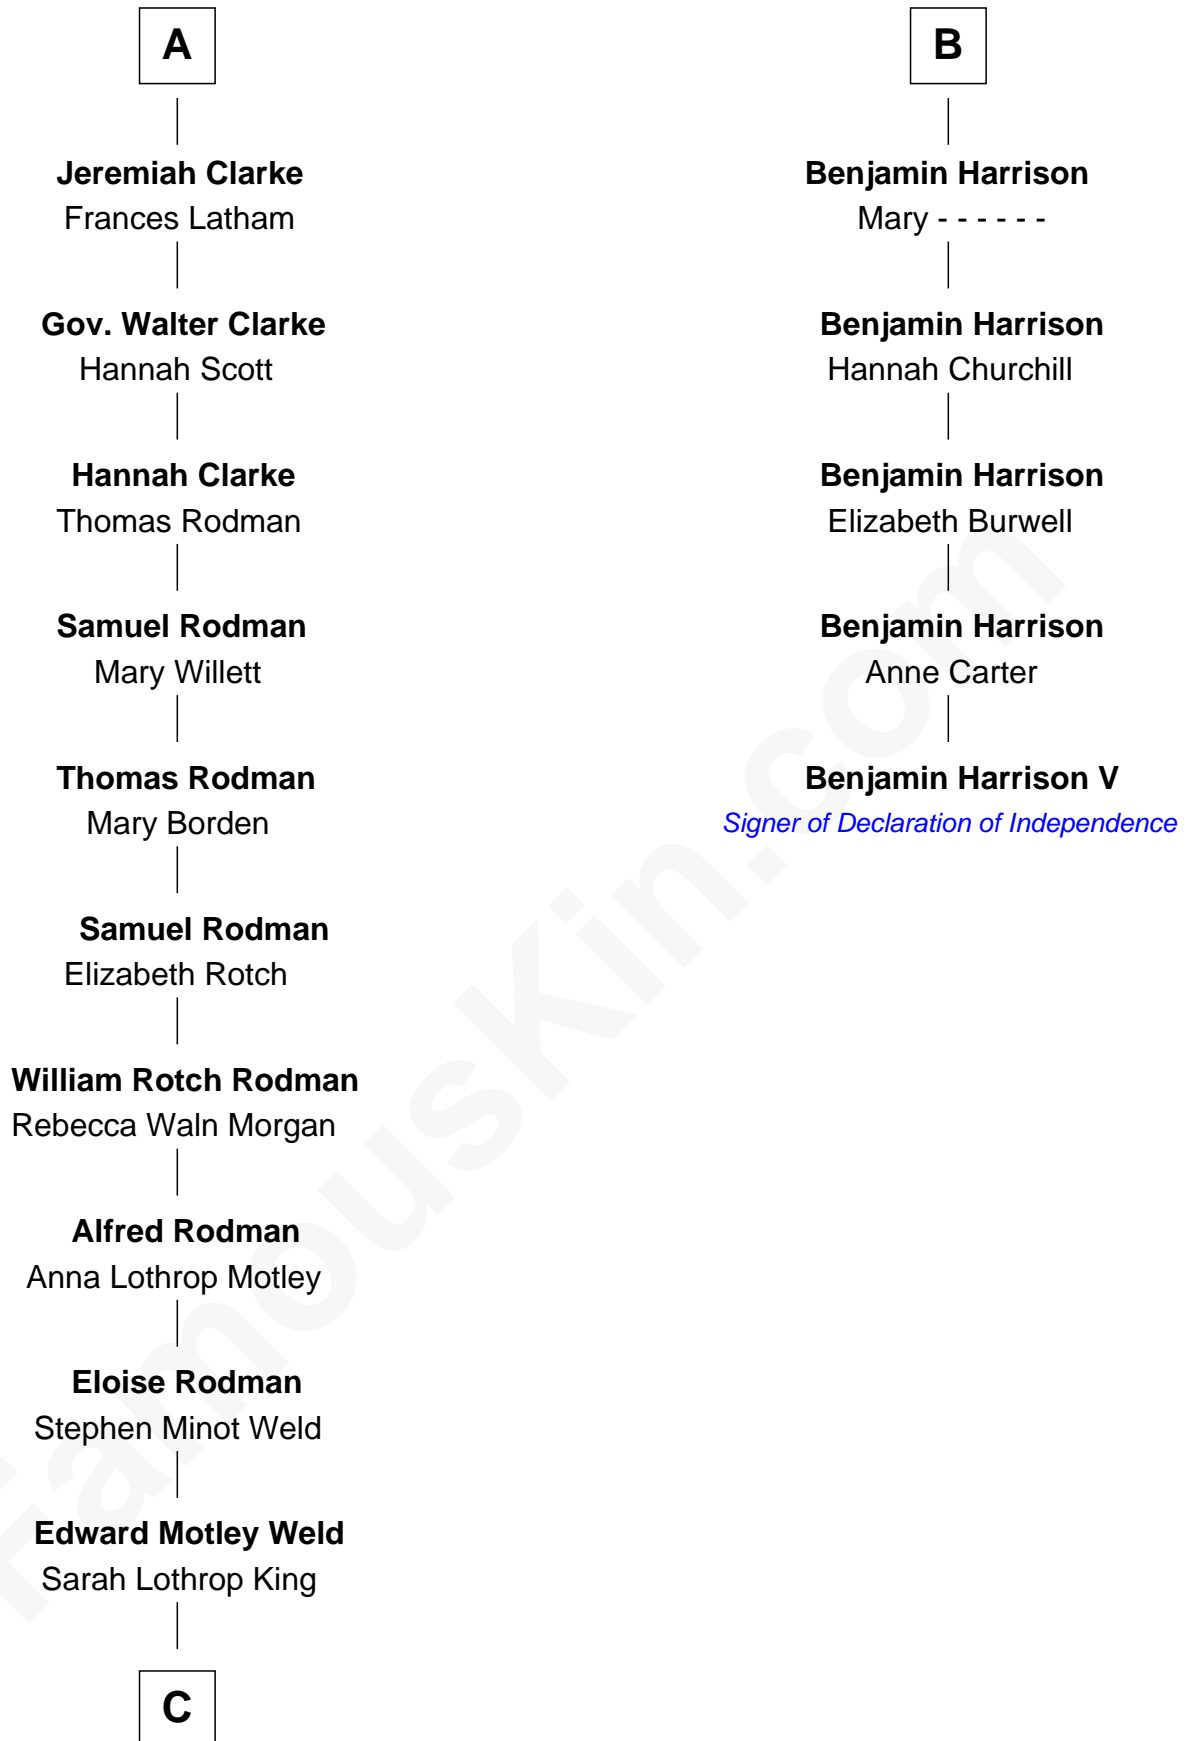 A
Jeremiah Clarke
Frances Latham
Gov. Walter Clarke
Hannah Scott
Hannah Clarke
Thomas Rodman
Samuel Rodman
Mary Willett
Thomas Rodman
Mary Borden
Samuel Rodman
Elizabeth Rotch
William Rotch Rodman
Rebecca Waln Morgan
Alfred Rodman
Anna Lothrop Motley
Eloise Rodman
Stephen Minot Weld
Edward Motley Weld
Sarah Lothrop King
C
B
Benjamin Harrison
Mary - - - - - -
Benjamin Harrison
Hannah Churchill
Benjamin Harrison
Elizabeth Burwell
Benjamin Harrison
Anne Carter
Benjamin Harrison V
Signer of Declaration of Independence
FamousKin.com